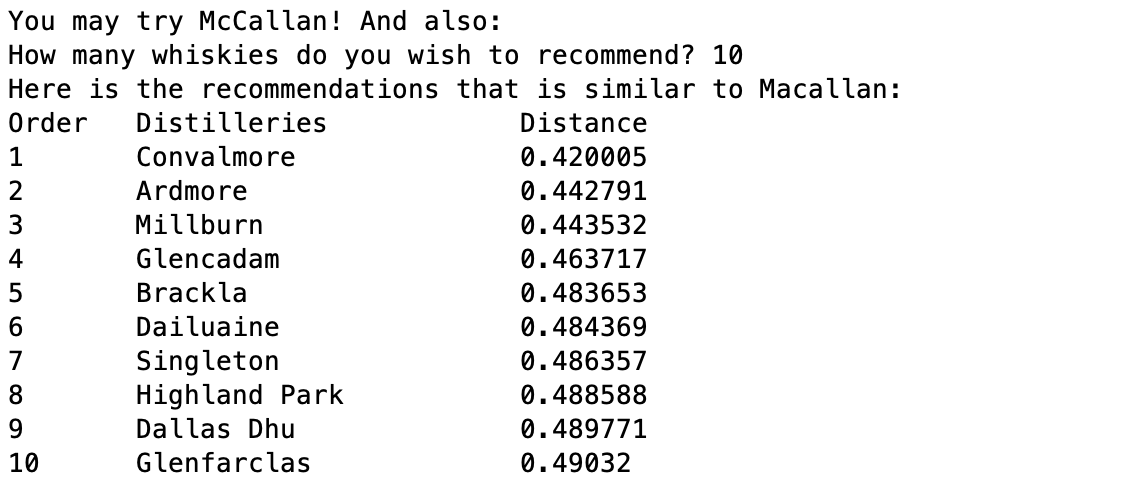 You may try McCallan! And also:
How many whiskies do you wish to recommend? 10
Here is the recommendations that is similar to Macallan:
Order Distilleries Distance
1 Convalmore 0.420005
2 Ardmore 0.442791
3 Millburn 0.443532
4 Glencadam 0.463717
5 Brackla 0.483653
6 Dailuaine 0.484369
7 Singleton 0.486357
8 Highland Park 0.488588
9 Dallas Dhu 0.489771
10 Glenfarclas 0.49032